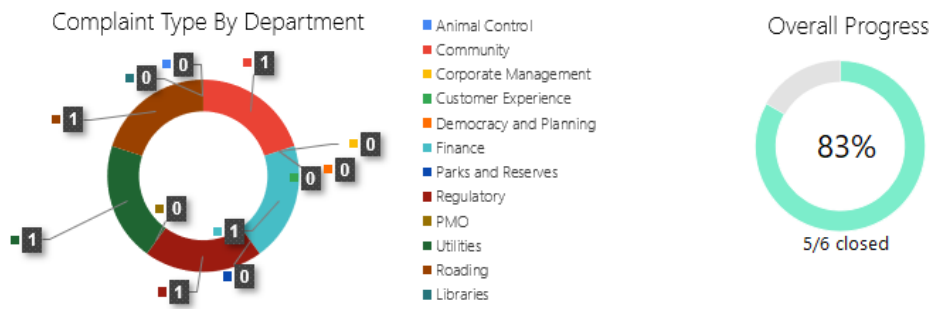 Complaint Type By Department
0
1
0
1
0
0
0
0
1
1
0
1
Animal Control
Community
Corporate Management
Customer Experience
Democracy and Planning
Finance
Parks and Reserves
Regulatory
PMO
Utilities
Roading
Libraries
Overall Progress
83%
5/6 closed